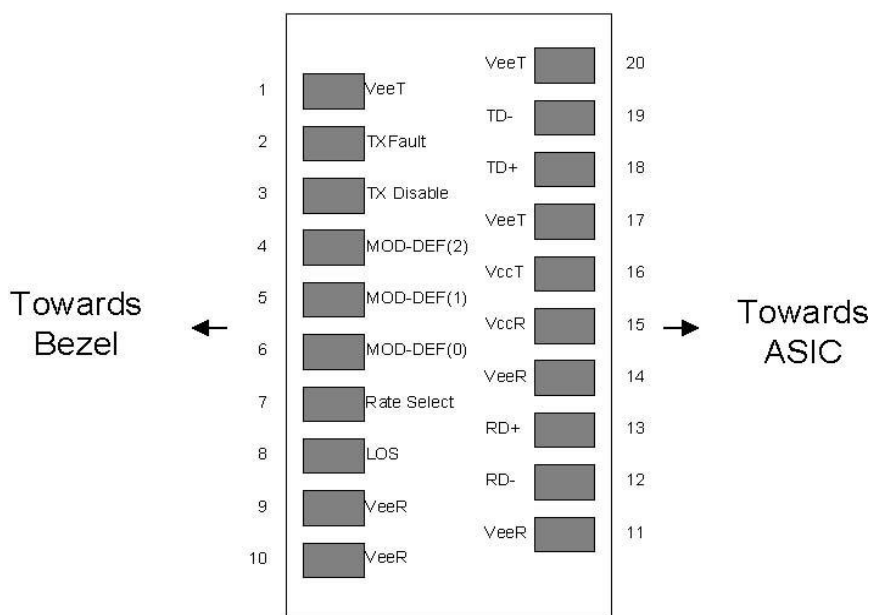 VeeT 20
1 VeeT
TD- 19
2 TXFault
TD+ 18
3 TX Disable
VeeT 17
4 MOD-DEF(2)
VccT 16
5 MOD-DEF(1)
VccR 15
6 MOD-DEF(0)
VeeR 14
7 Rate Select
RD+ 13
8 LOS
RD- 12
9 VeeR
VeeR 11
10 VeeR
Towards
Bezel
Towards
ASIC